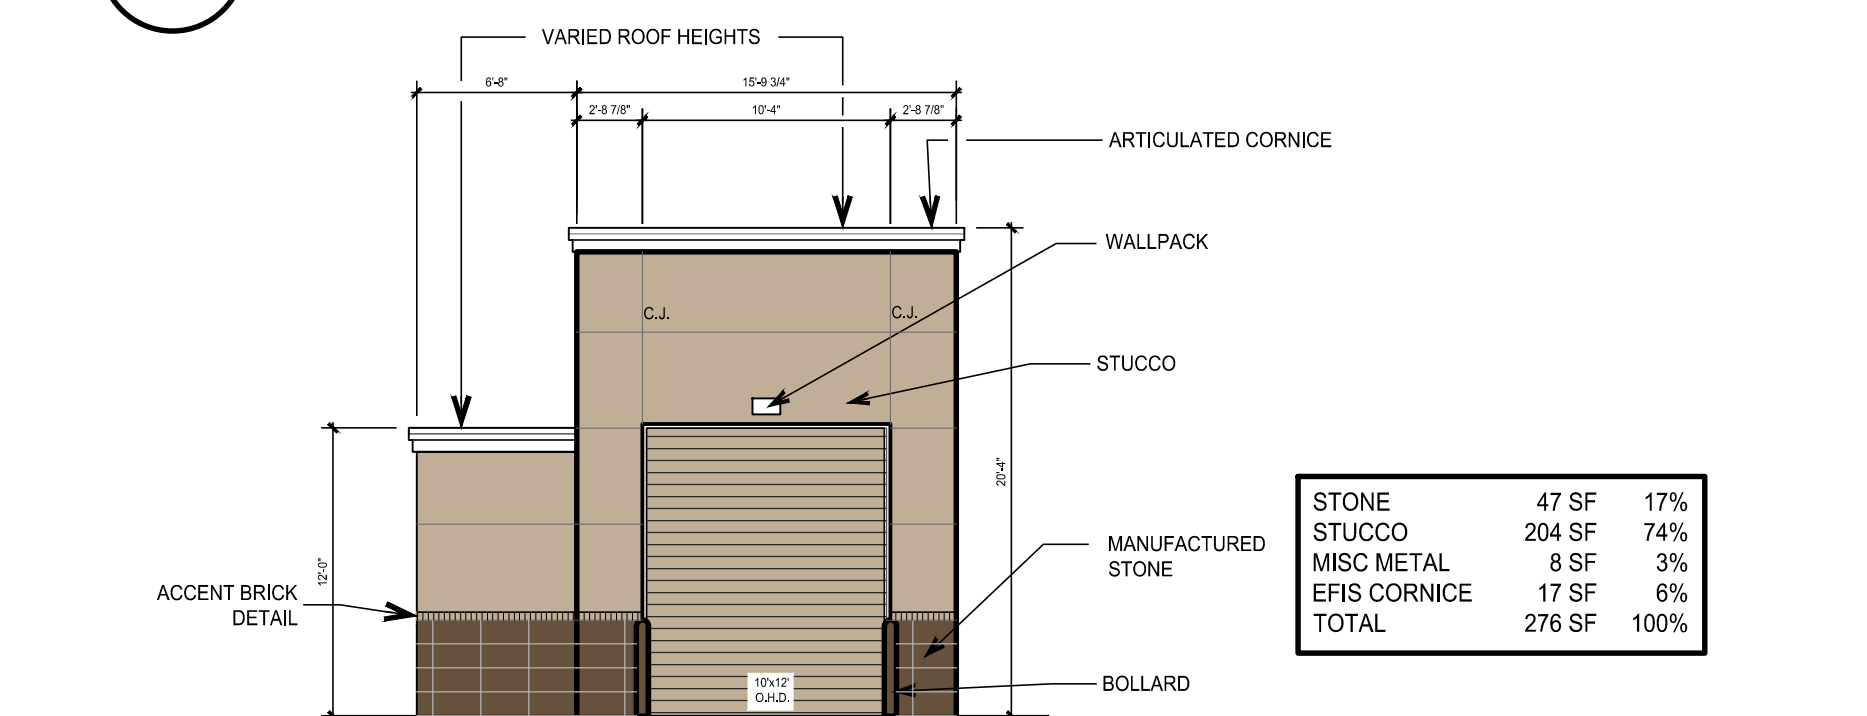 VARIED ROOF HEIGHTS
6'-8"
15'-9 3/4"
2'-8 7/8"
10'-4"
2'-8 7/8"
ARTICULATED CORNICE
WALLPACK
C.J.
C.J.
STUCCO
20'-4"
12'-0"
MANUFACTURED
STONE
ACCENT BRICK
DETAIL
10'x12'
O.H.D.
BOLLARD
STONE 47 SF 17%
STUCCO 204 SF 74%
MISC METAL 8 SF 3%
EFIS CORNICE 17 SF 6%
TOTAL 276 SF 100%